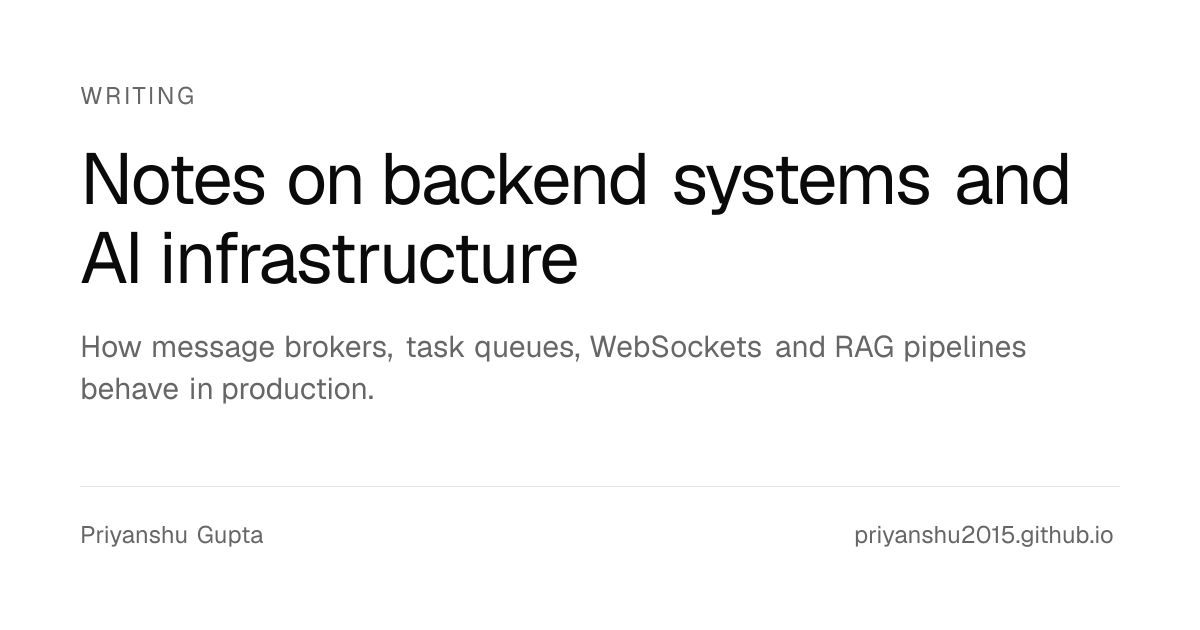 WRITING
Notes on backend systems and
AI infrastructure
How message brokers, task queues, WebSockets and RAG pipelines
behave in production.
Priyanshu Gupta
priyanshu2015.github.io